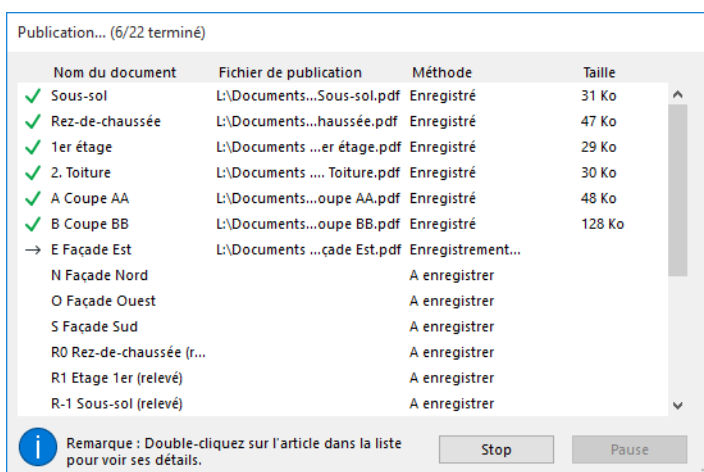 Publication... (6/22 terminé)
Nom du document Fichier de publication Méthode Taille
Sous-sol L:\Documents...Sous-sol.pdf Enregistré 31 Ko
Rez-de-chaussée L:\Documents...haussée.pdf Enregistré 47 Ko
1er étage L:\Documents ...er étage.pdf Enregistré 29 Ko
2. Toiture L:\Documents .... Toiture.pdf Enregistré 30 Ko
A Coupe AA L:\Documents...oupe AA.pdf Enregistré 48 Ko
B Coupe BB L:\Documents...oupe BB.pdf Enregistré 128 Ko
E Façade Est L:\Documents ...çade Est.pdf Enregistrement...
N Façade Nord A enregistrer
O Façade Ouest A enregistrer
S Façade Sud A enregistrer
R0 Rez-de-chaussée (r... A enregistrer
R1 Etage 1er (relevé) A enregistrer
R-1 Sous-sol (relevé) A enregistrer
Remarque : Double-cliquez sur l'article dans la liste
pour voir ses détails.
Stop Pause